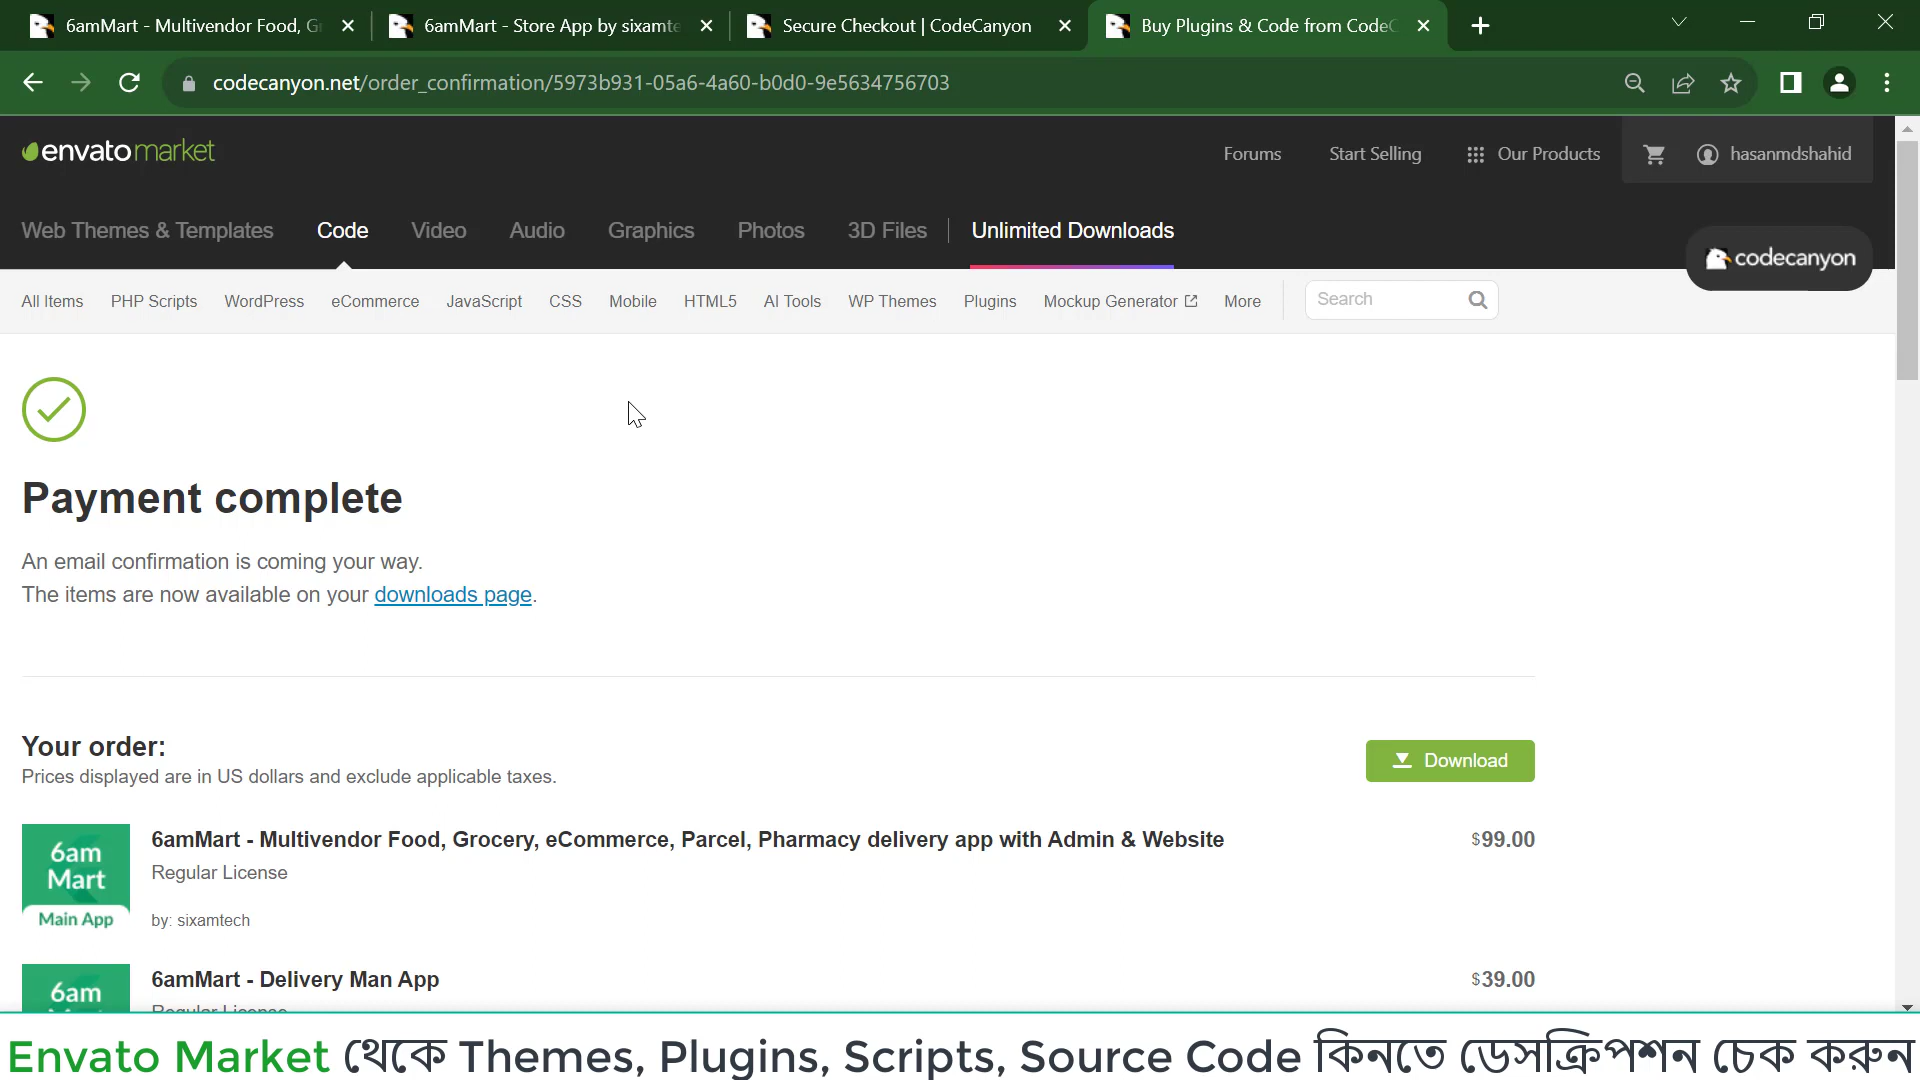 6amMart - Multivendor Food, G
6amMart - Store App by sixamte
Secure Checkout | CodeCanyon
Buy Plugins & Code from CodeC
codecanyon.net/order_confirmation/5973b931-05a6-4a60-b0d0-9e5634756703
envatomarket
Forums
Start Selling
Our Products
hasanmdshahid
Web Themes & Templates
Code
Video
Audio
Graphics
Photos
3D Files
Unlimited Downloads
codecanyon
All Items
PHP Scripts
WordPress
eCommerce
JavaScript
CSS
Mobile
HTML5
AI Tools
WP Themes
Plugins
Mockup Generator
More
Search
Payment complete
An email confirmation is coming your way.
The items are now available on your downloads page.
Your order:
Prices displayed are in US dollars and exclude applicable taxes.
Download
6am
Mart
Main App
6amMart - Multivendor Food, Grocery, eCommerce, Parcel, Pharmacy delivery app with Admin & Website
$99.00
Regular License
by: sixamtech
6am
6amMart - Delivery Man App
$39.00
Regular License
Envato Market থেকে Themes, Plugins, Scripts, Source Code কিনতে ডেসক্রিপশন চেক করুন